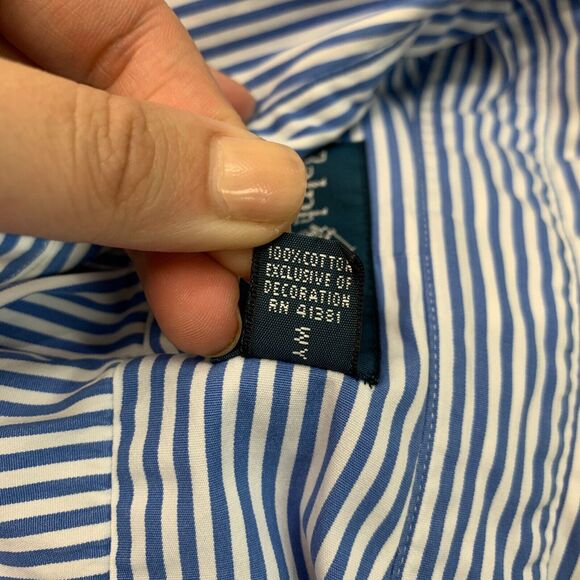 100% COTTON
EXCLUSIVE OF
DECORATION
RN 41381
WY